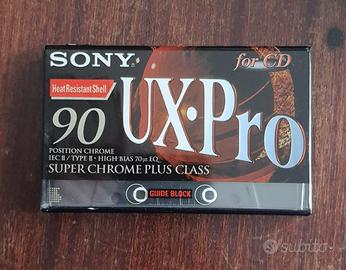 SONY
for CD
Heat Resistant Shell
UX·Pro
90
POSITION CHROME
IEC II / TYPE II • HIGH BIAS 70µs EQ
SUPER CHROME PLUS CLASS
GUIDE BLOCK
subito